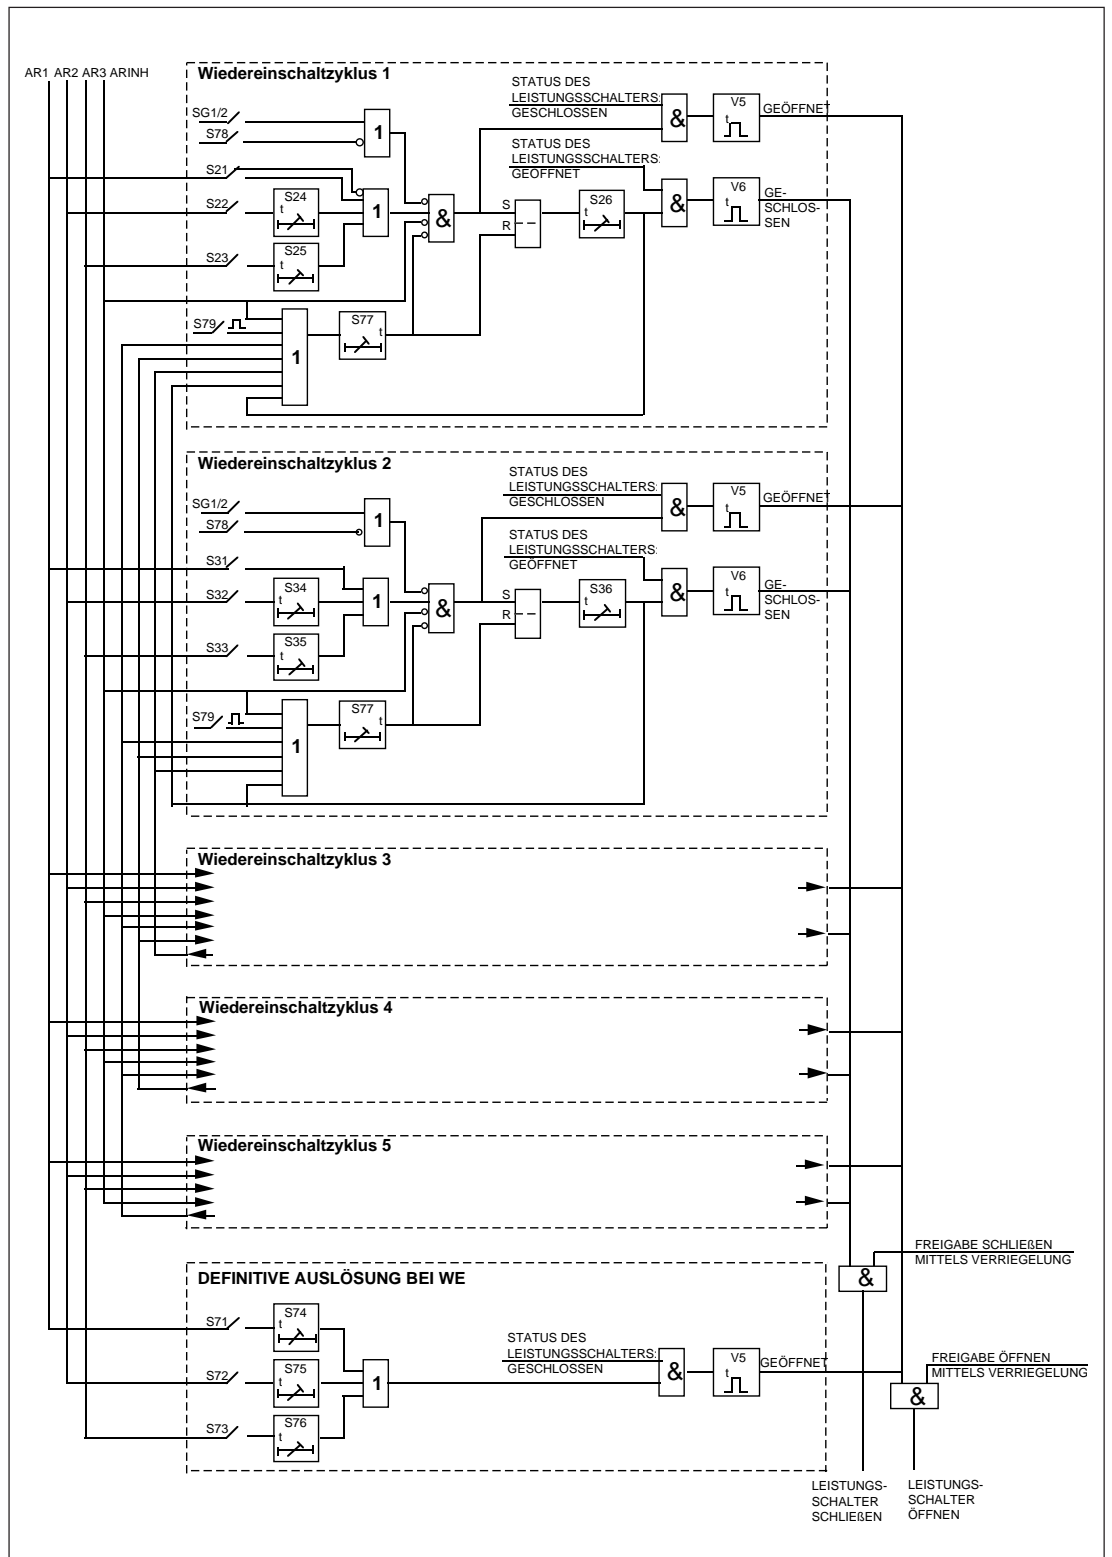 AR1 AR2 AR3 ARINH
Wiedereinschaltzyklus 1
SG1/2
S78
1
S21
S22
S24
t
1
S23
S25
t
&
S79
1
S77
t
S
R
S26
t
STATUS DES
LEISTUNGSSCHALTERS:
GESCHLOSSEN
&
V5
t
GEÖFFNET
STATUS DES
LEISTUNGSSCHALTERS:
GEÖFFNET
&
V6
t
GE-
SCHLOS-
SEN
Wiedereinschaltzyklus 2
SG1/2
S78
1
S31
S32
S34
t
1
S33
S35
t
&
S79
1
S77
t
S
R
S36
t
STATUS DES
LEISTUNGSSCHALTERS:
GESCHLOSSEN
&
V5
t
GEÖFFNET
STATUS DES
LEISTUNGSSCHALTERS:
GEÖFFNET
&
V6
t
GE-
SCHLOS-
SEN
Wiedereinschaltzyklus 3
Wiedereinschaltzyklus 4
Wiedereinschaltzyklus 5
DEFINITIVE AUSLÖSUNG BEI WE
S71
S74
t
S72
S75
t
1
S73
S76
t
STATUS DES
LEISTUNGSSCHALTERS:
GESCHLOSSEN
&
V5
t
GEÖFFNET
FREIGABE SCHLIEßEN
MITTELS VERRIEGELUNG
&
FREIGABE ÖFFNEN
MITTELS VERRIEGELUNG
&
LEISTUNGS-
SCHALTER
SCHLIEßEN
LEISTUNGS-
SCHALTER
ÖFFNEN